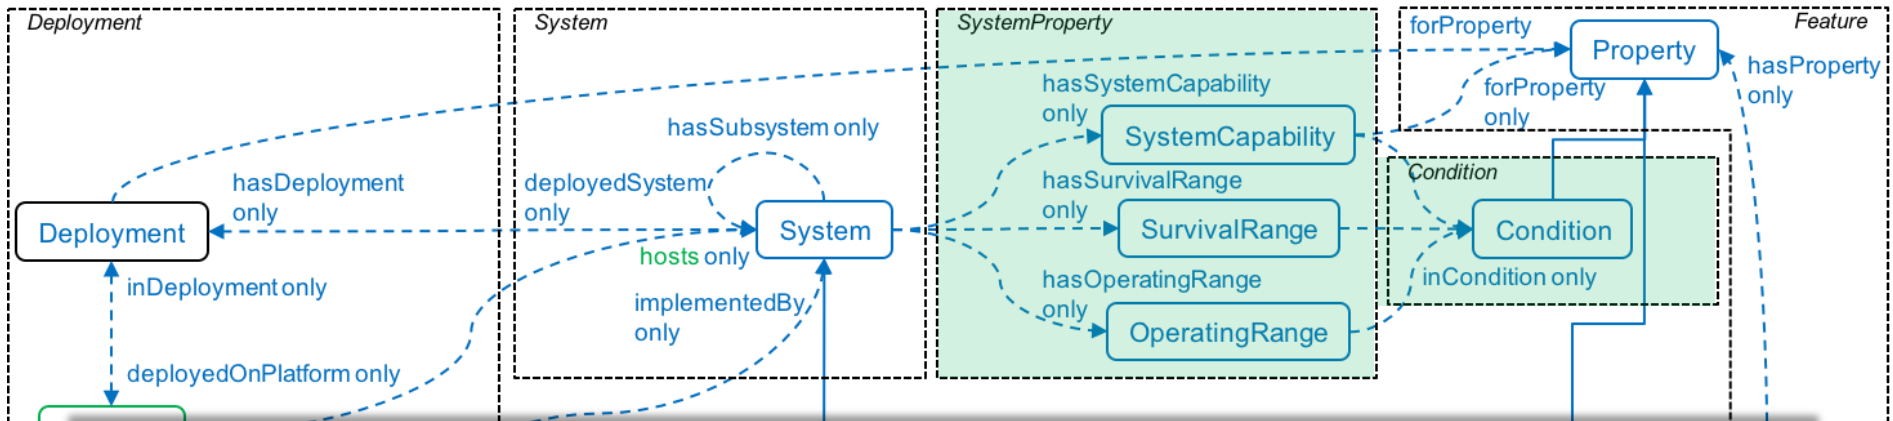 Deployment
System
SystemProperty
Feature
forProperty
Property
hasProperty
only
forProperty
only
hasSystemCapability
only
SystemCapability
hasSubsystem only
hasDeployment
only
deployedSystem
only
hasSurvivalRange
only
Condition
Deployment
System
SurvivalRange
Condition
hosts only
inDeployment only
implementedBy
only
hasOperatingRange
only
inCondition only
OperatingRange
deployedOnPlatform only